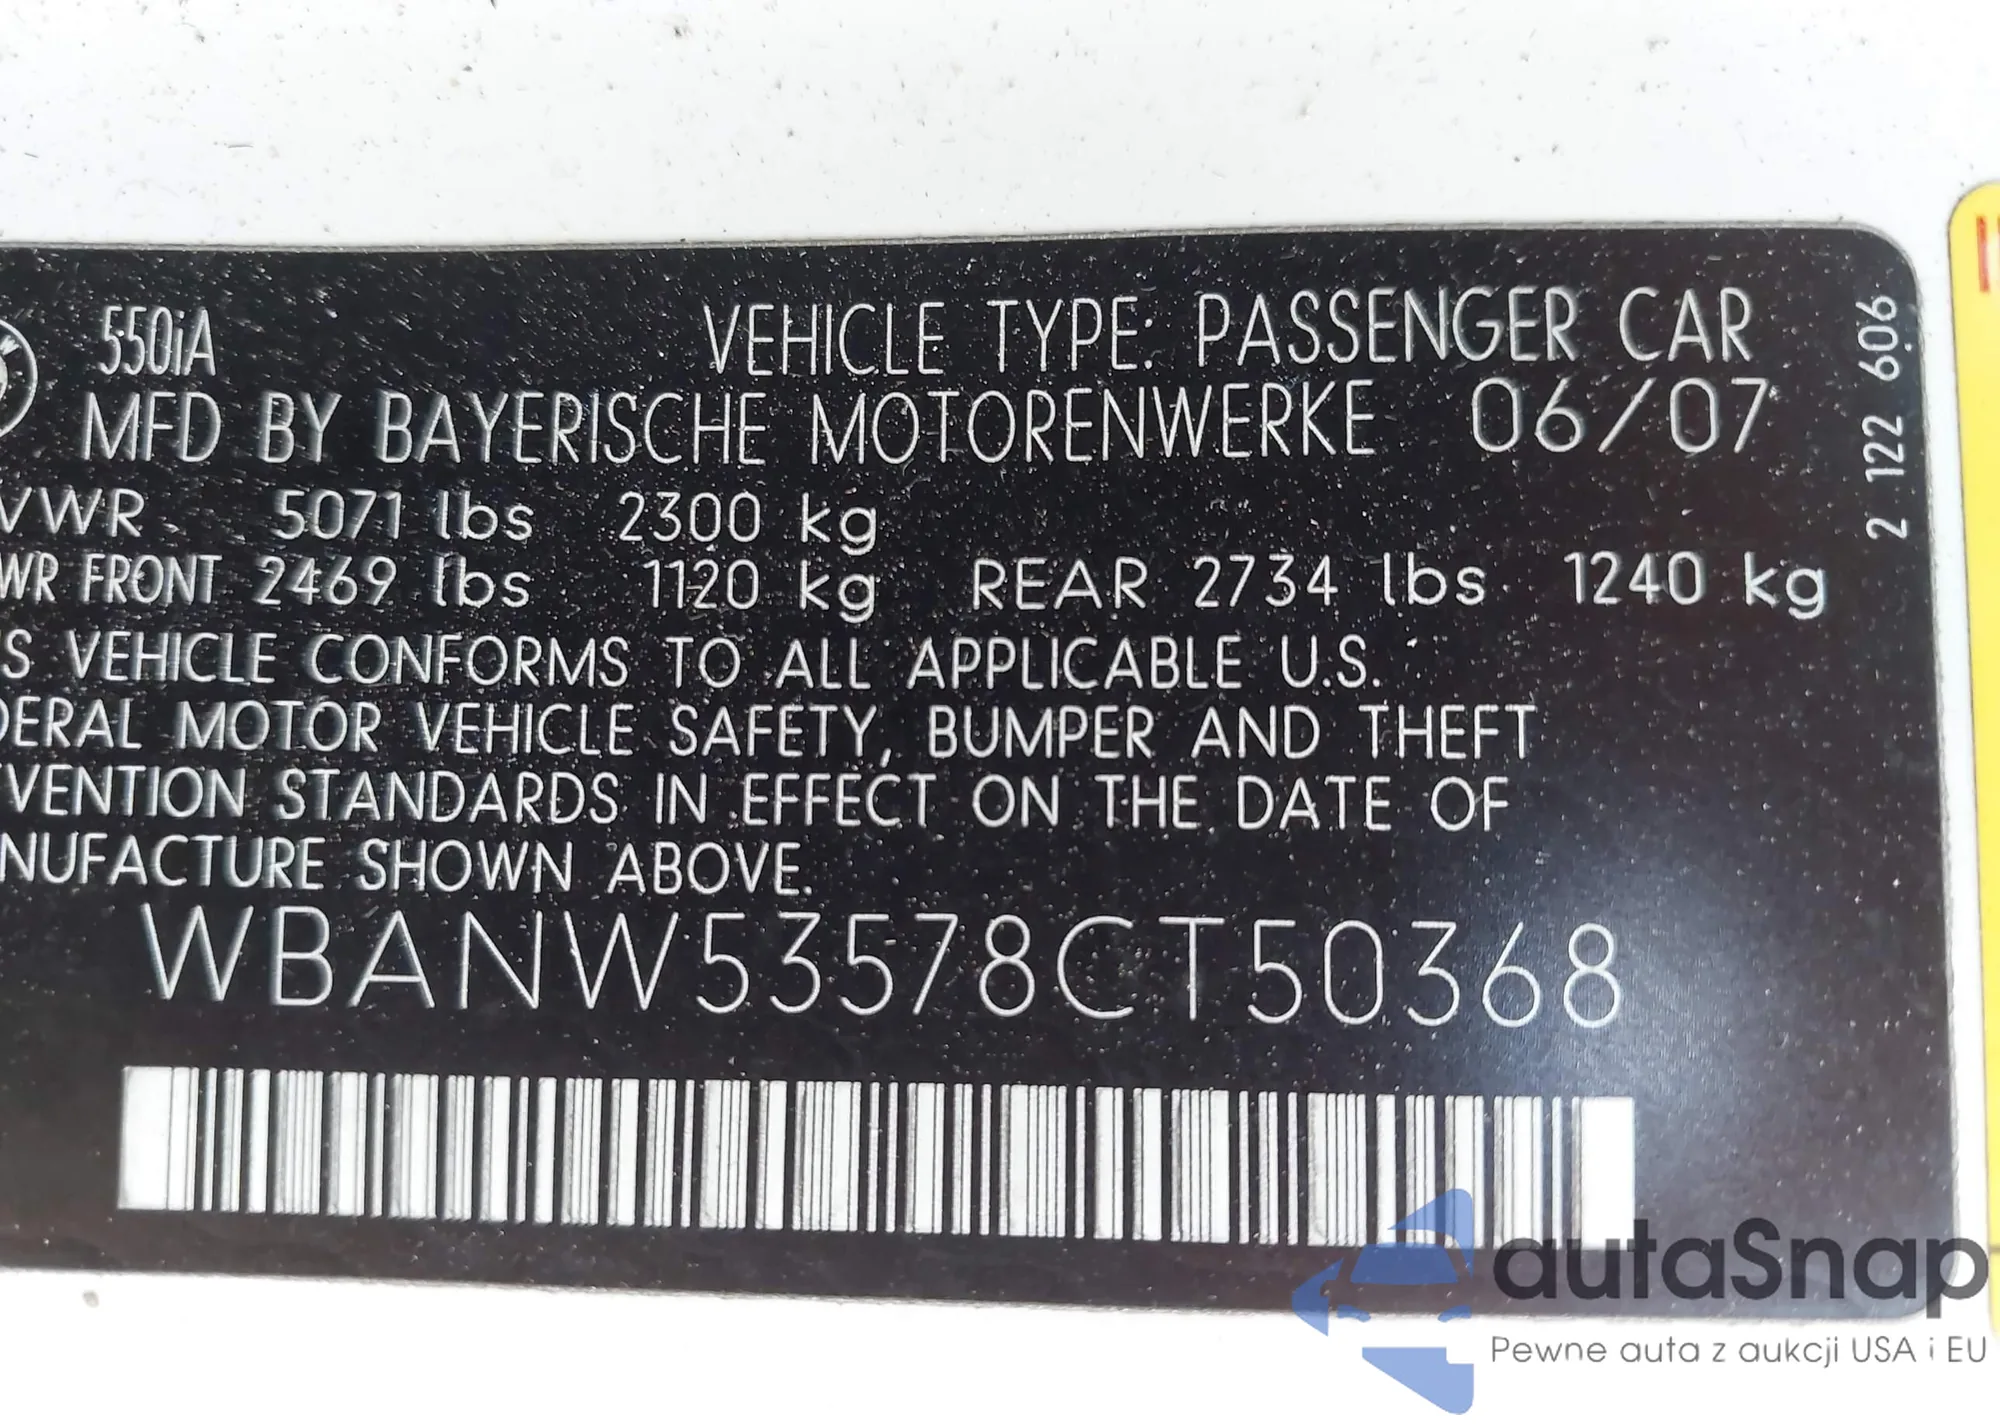 550iA VEHICLE TYPE: PASSENGER CAR
MFD BY BAYERISCHE MOTORENWERKE 06/07
VWR 5071 lbs 2300 kg
WR FRONT 2469 lbs 1120 kg REAR 2734 lbs 1240 kg
S VEHICLE CONFORMS TO ALL APPLICABLE U.S.
DERAL MOTOR VEHICLE SAFETY, BUMPER AND THEFT
VENTION STANDARDS IN EFFECT ON THE DATE OF
NUFACTURE SHOWN ABOVE.
WBANW53578CT50368
2 122 606
autaSnap
Pewne auta z aukcji USA i EU